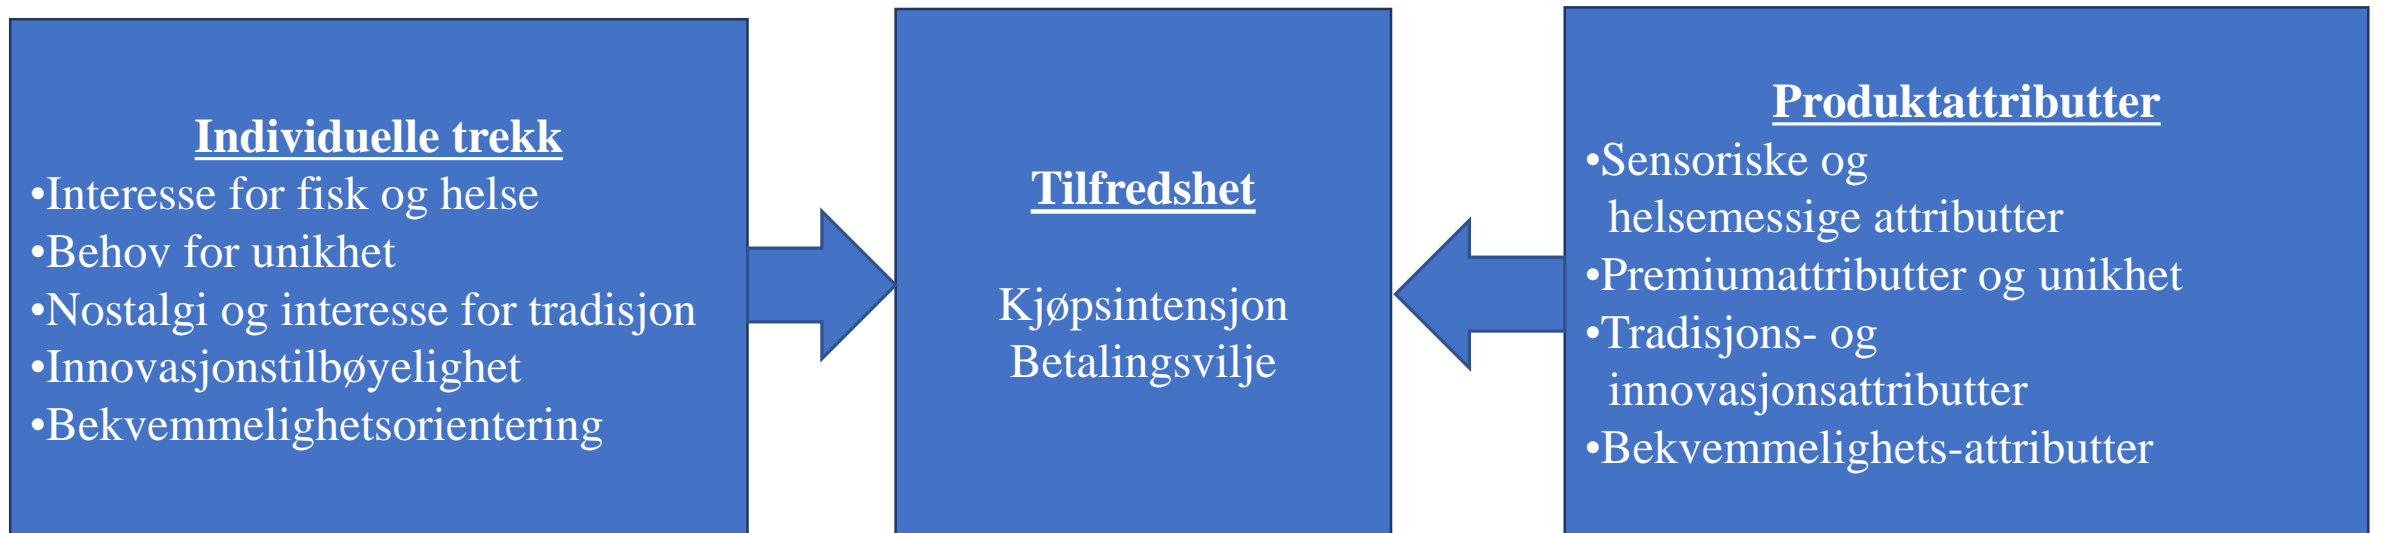 Individuelle trekk
•Interesse for fisk og helse
•Behov for unikhet
•Nostalgi og interesse for tradisjon
•Innovasjonstilbøyelighet
•Bekvemmelighetsorientering
Tilfredshet
Kjøpsintensjon
Betalingsvilje
Produktattributter
•Sensoriske og
helsemessige attributter
•Premiumattributter og unikhet
•Tradisjons- og
innovasjonsattributter
•Bekvemmelighets-attributter